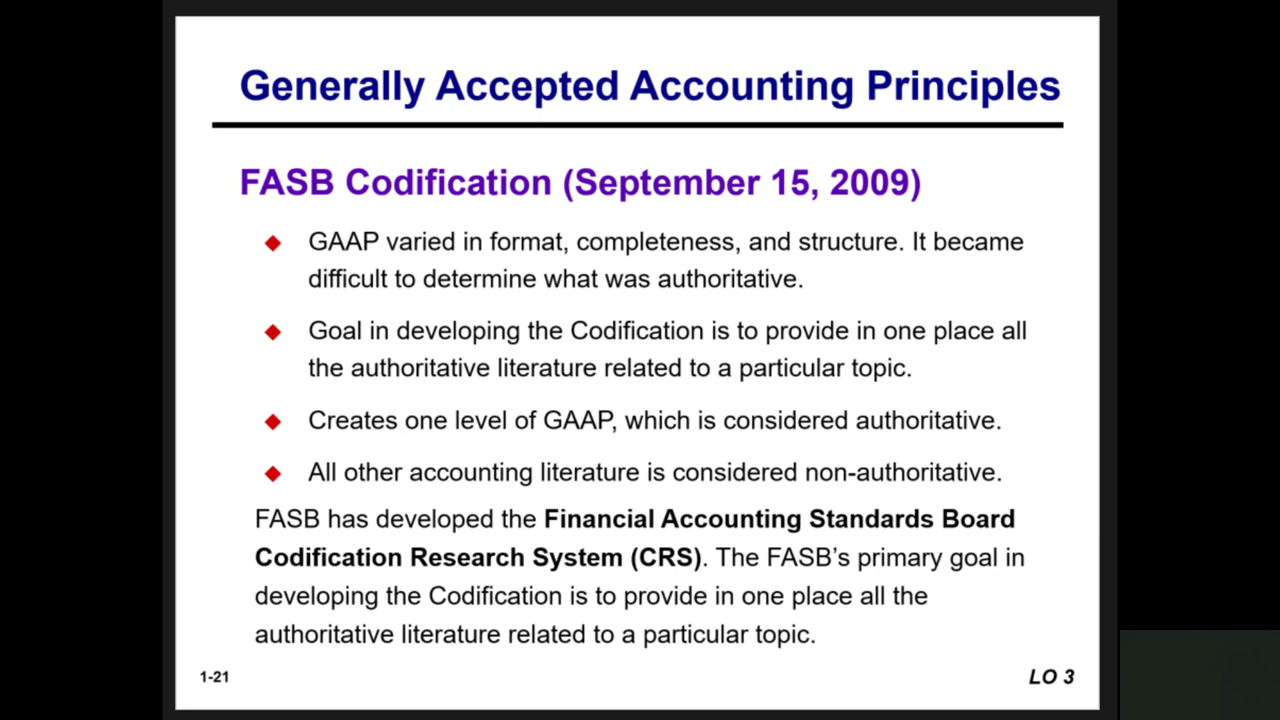 Generally Accepted Accounting Principles
FASB Codification (September 15, 2009)
GAAP varied in format, completeness, and structure. It became
difficult to determine what was authoritative.
Goal in developing the Codification is to provide in one place all
the authoritative literature related to a particular topic.
Creates one level of GAAP, which is considered authoritative.
All other accounting literature is considered non-authoritative.
FASB has developed the Financial Accounting Standards Board
Codification Research System (CRS). The FASB’s primary goal in
developing the Codification is to provide in one place all the
authoritative literature related to a particular topic.
1-21
LO 3